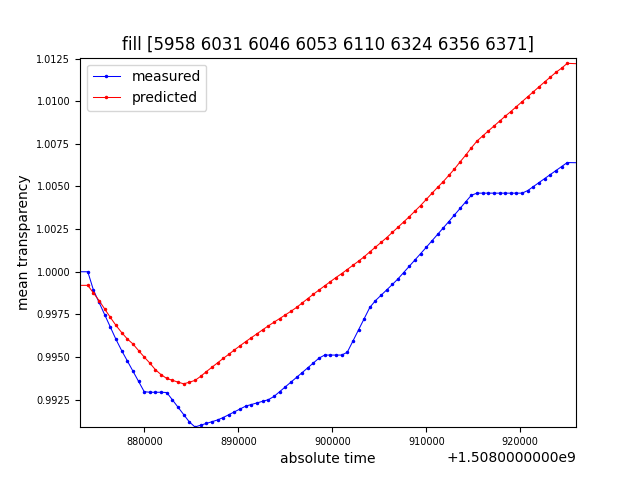 fill [5958 6031 6046 6053 6110 6324 6356 6371]
measured
predicted
mean transparency
1.0125
1.0100
1.0075
1.0050
1.0025
1.0000
0.9975
0.9950
0.9925
880000 890000 900000 910000 920000
absolute time
+1.5080000000e9